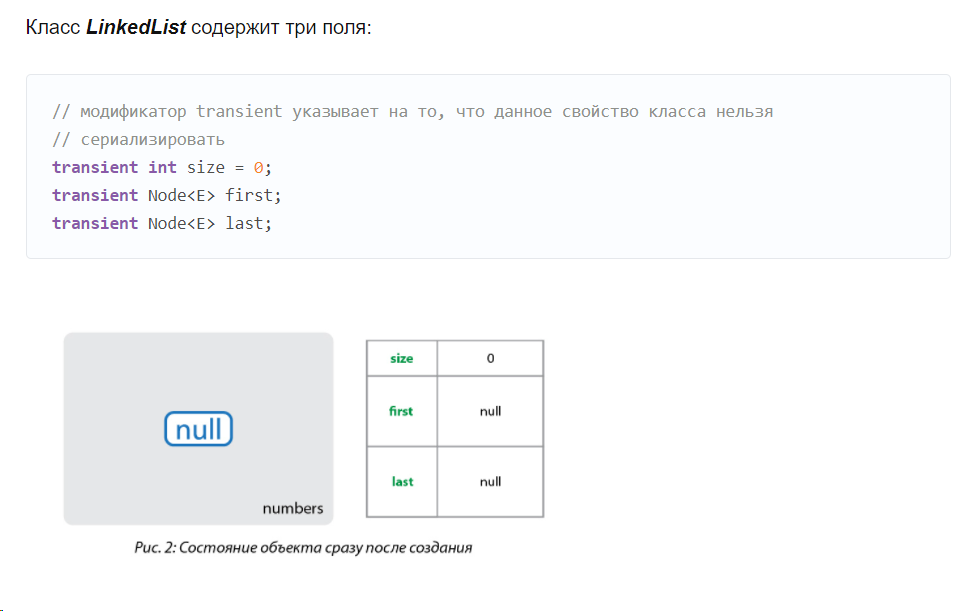 Класс LinkedList содержит три поля:
// модификатор transient указывает на то, что данное свойство класса нельзя
// сериализировать
transient int size = 0;
transient Node<E> first;
transient Node<E> last;
null
numbers
size 0
first null
last null
Рис. 2: Состояние объекта сразу после создания